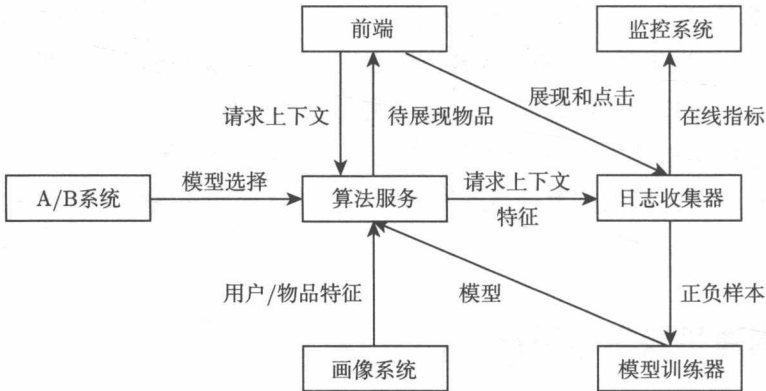 前端
监控系统
请求上下文
待展现物品
展现和点击
在线指标
A/B系统
模型选择
算法服务
请求上下文
特征
日志收集器
用户/物品特征
模型
正负样本
画像系统
模型训练器